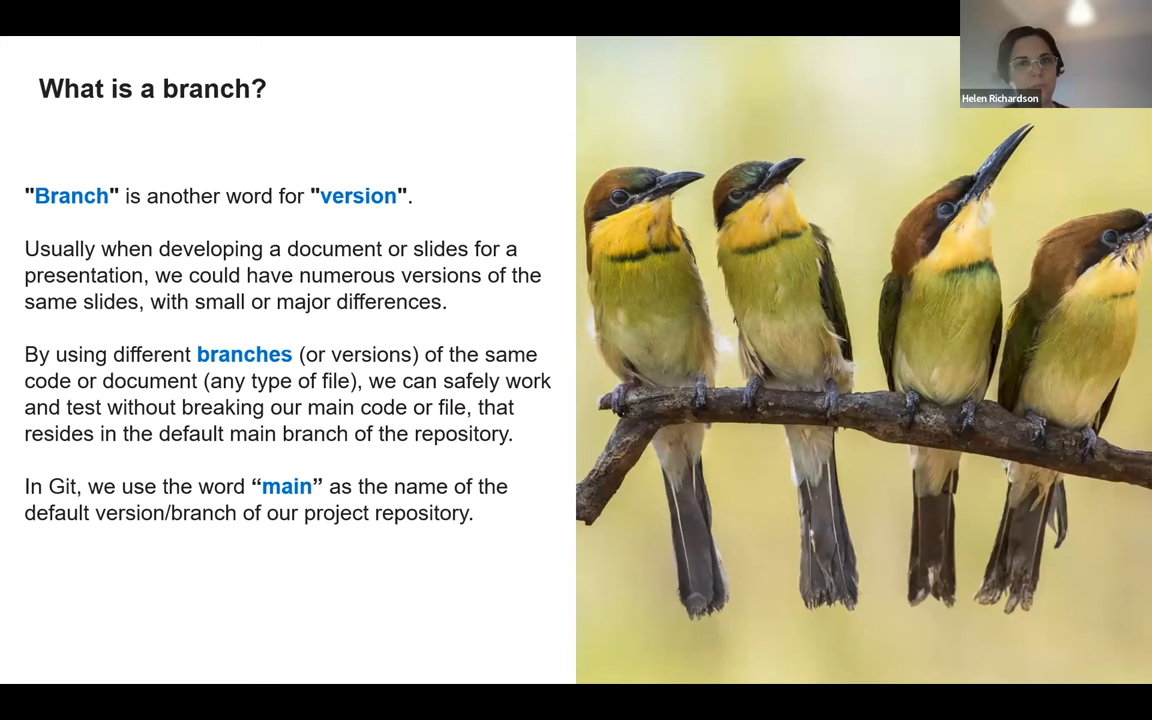 What is a branch?
Helen Richardson
"Branch" is another word for "version".
Usually when developing a document or slides for a
presentation, we could have numerous versions of the
same slides, with small or major differences.
By using different branches (or versions) of the same
code or document (any type of file), we can safely work
and test without breaking our main code or file, that
resides in the default main branch of the repository.
In Git, we use the word “main” as the name of the
default version/branch of our project repository.